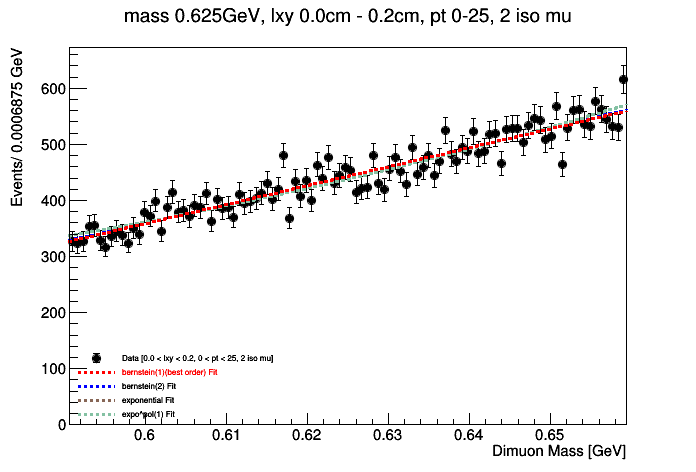 mass 0.625GeV, lxy 0.0cm - 0.2cm, pt 0-25, 2 iso mu
Events/ 0.0006875 GeV
600
500
400
300
200
100
0
Data [0.0 < lxy < 0.2, 0 < pt < 25, 2 iso mu]
bernstein(1)(best order) Fit
bernstein(2) Fit
exponential Fit
expo*pol(1) Fit
0.6 0.61 0.62 0.63 0.64 0.65
Dimuon Mass [GeV]